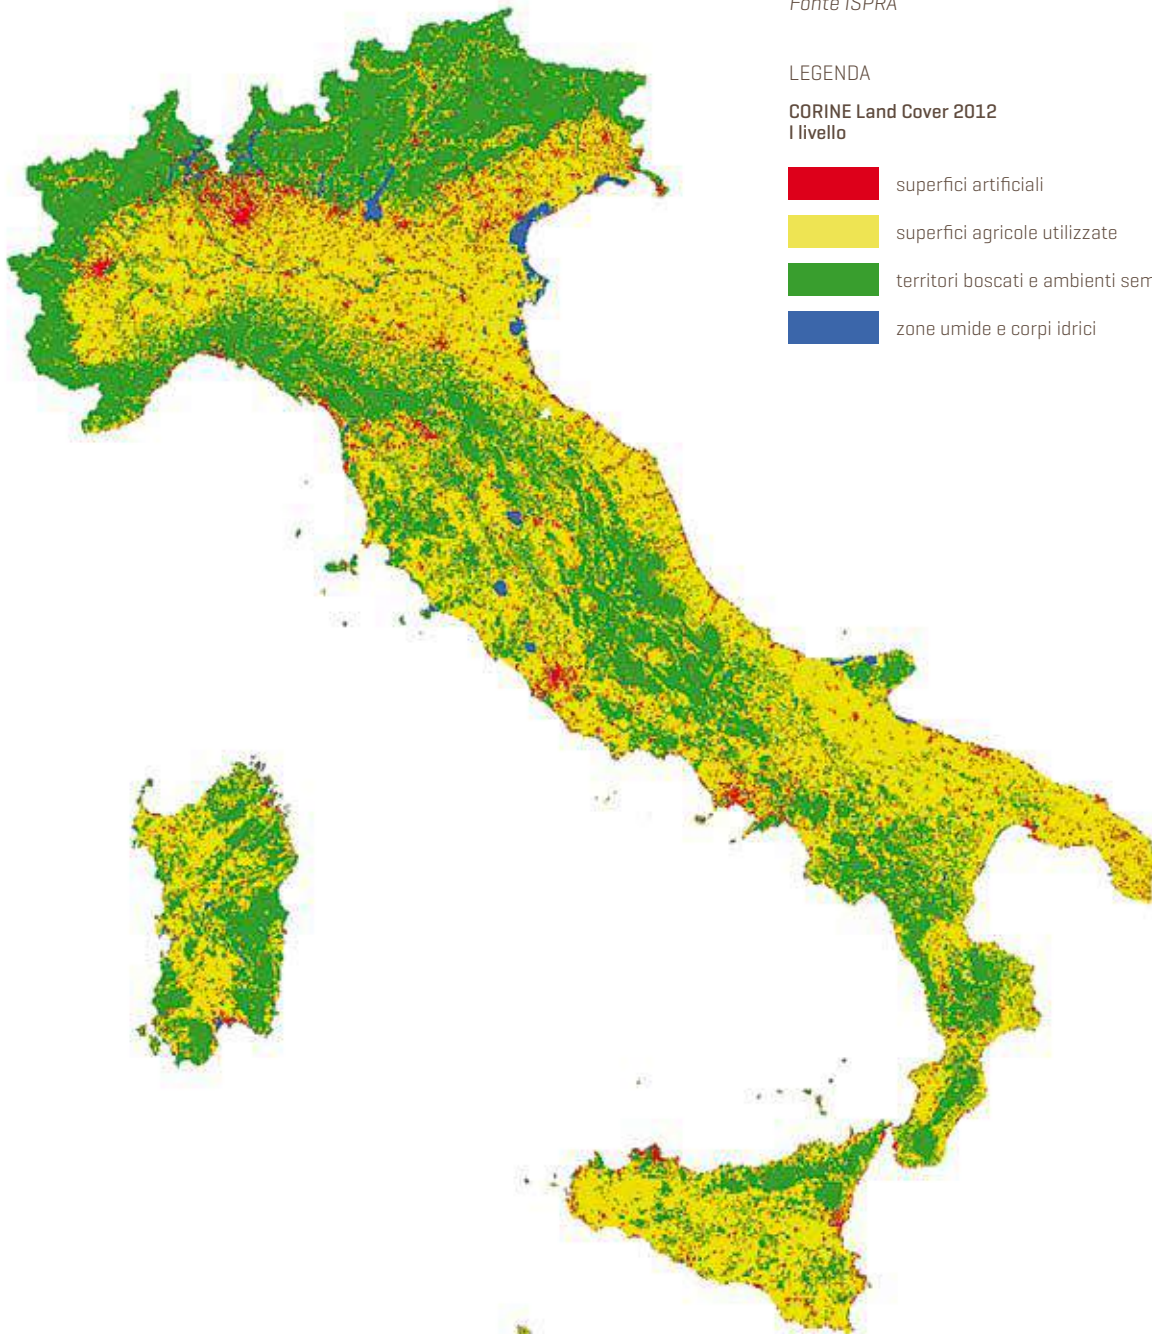 Fonte ISPRA
LEGENDA
CORINE Land Cover 2012
I livello
superfici artificiali
superfici agricole utilizzate
territori boscati e ambienti sem
zone umide e corpi idrici